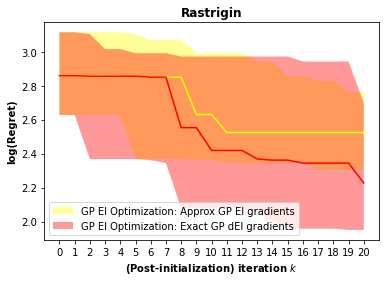 Rastrigin
log(Regret)
3.0
2.8
2.6
2.4
2.2
2.0
GP EI Optimization: Approx GP EI gradients
GP EI Optimization: Exact GP dEI gradients
0 1 2 3 4 5 6 7 8 9 10 11 12 13 14 15 16 17 18 19 20
(Post-initialization) iteration k